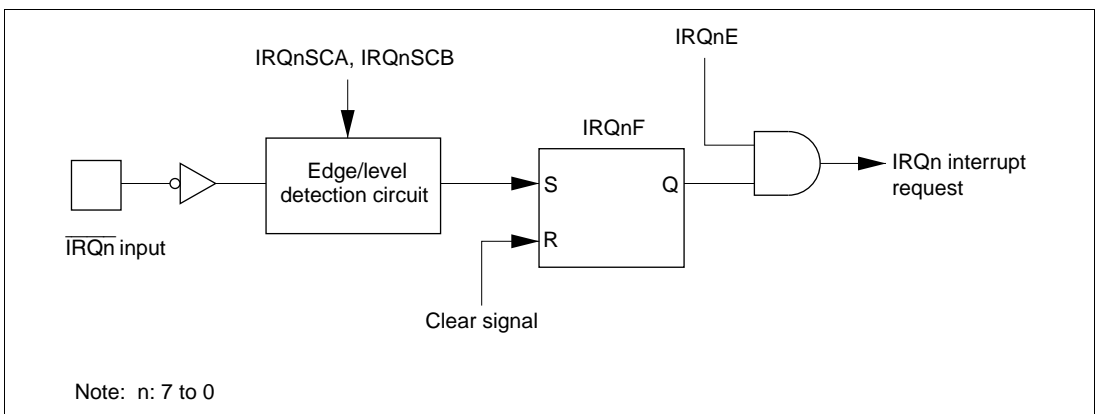 IRQnE
IRQnSCA, IRQnSCB
IRQnF
Edge/level
detection circuit
S
Q
R
IRQn interrupt
request
IRQn input
Clear signal
Note: n: 7 to 0